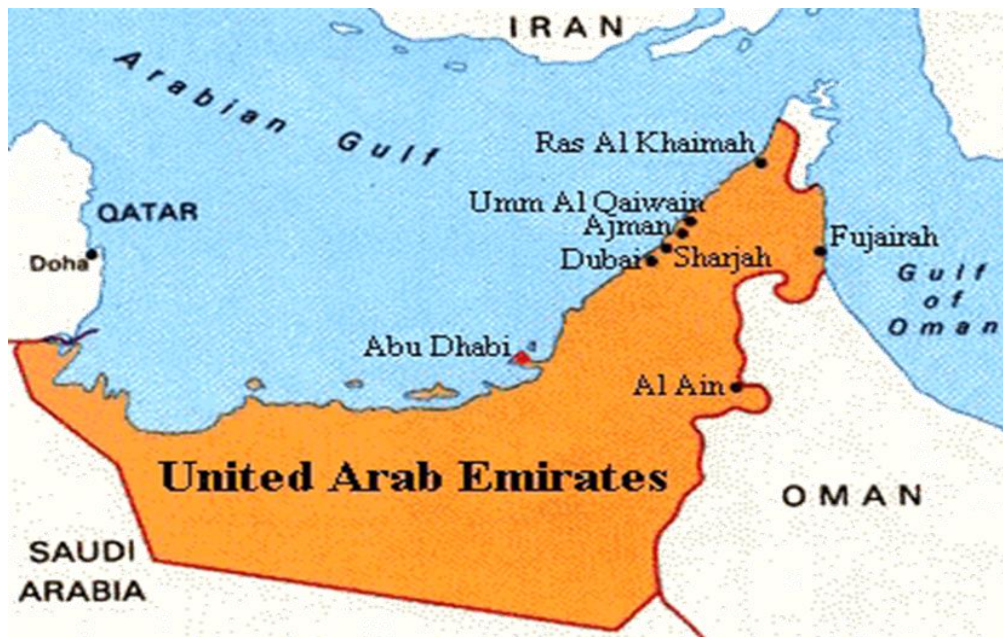 IRAN
Arabian Gulf
Ras Al Khaimah
QATAR
Umm Al Qaiwain
Ajman
Fujairah
Doha
Dubai
Sharjah
Gulf
of
Oman
Abu Dhabi
Al Ain
United Arab Emirates
OMAN
SAUDI
ARABIA